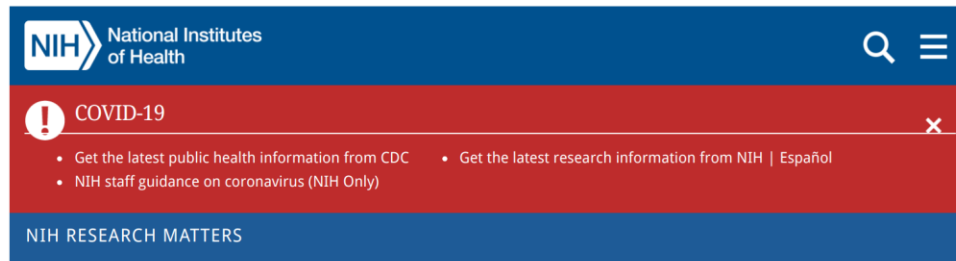 NIH
National Institutes
of Health
COVID-19
• Get the latest public health information from CDC • Get the latest research information from NIH | Español
• NIH staff guidance on coronavirus (NIH Only)
NIH RESEARCH MATTERS